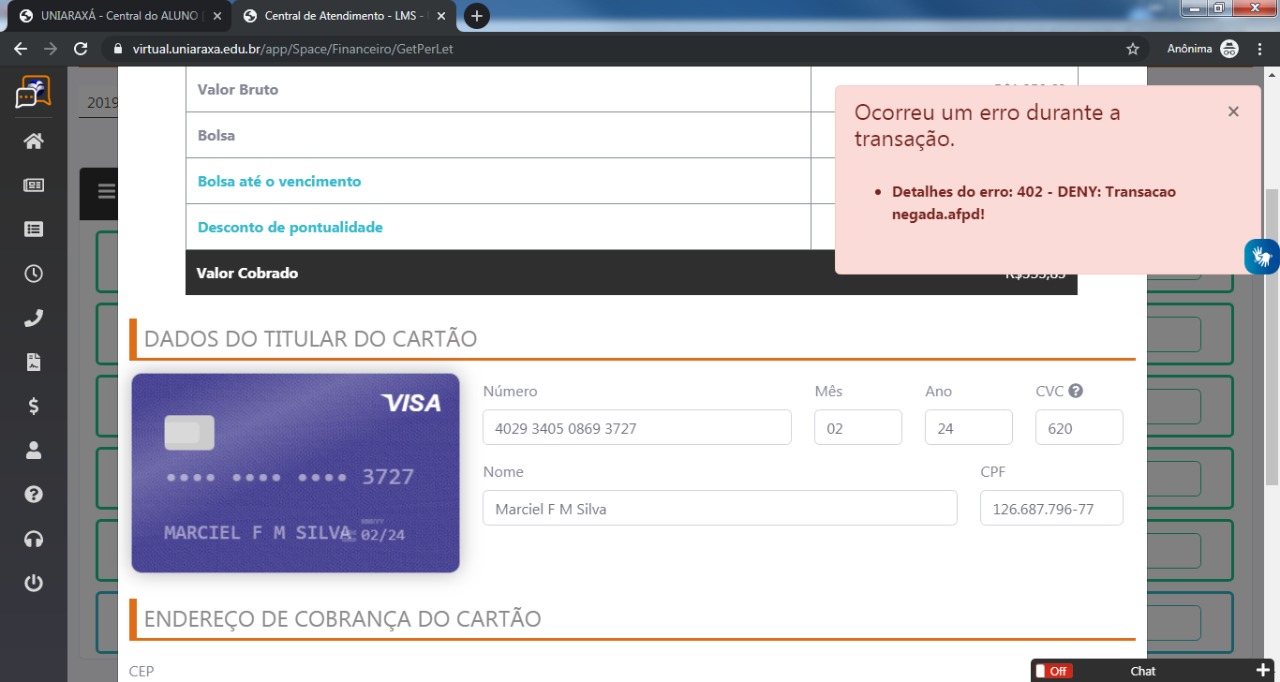 UNIARAXÁ - Central do ALUNO
Central de Atendimento - LMS -
virtual.uniaraxa.edu.br/app/Space/Financeiro/GetPerLet
Anônima
2019
Valor Bruto
Bolsa
Bolsa até o vencimento
Desconto de pontualidade
Valor Cobrado
Ocorreu um erro durante a
transação.
Detalhes do erro: 402 - DENY: Transacao
negada.afpd!
DADOS DO TITULAR DO CARTÃO
VISA
3727
MARCIEL F M SILVA 02/24
Número Mês Ano CVC
4029 3405 0869 3727 02 24 620
Nome CPF
Marciel F M Silva 126.687.796-77
ENDEREÇO DE COBRANÇA DO CARTÃO
CEP
Off Chat